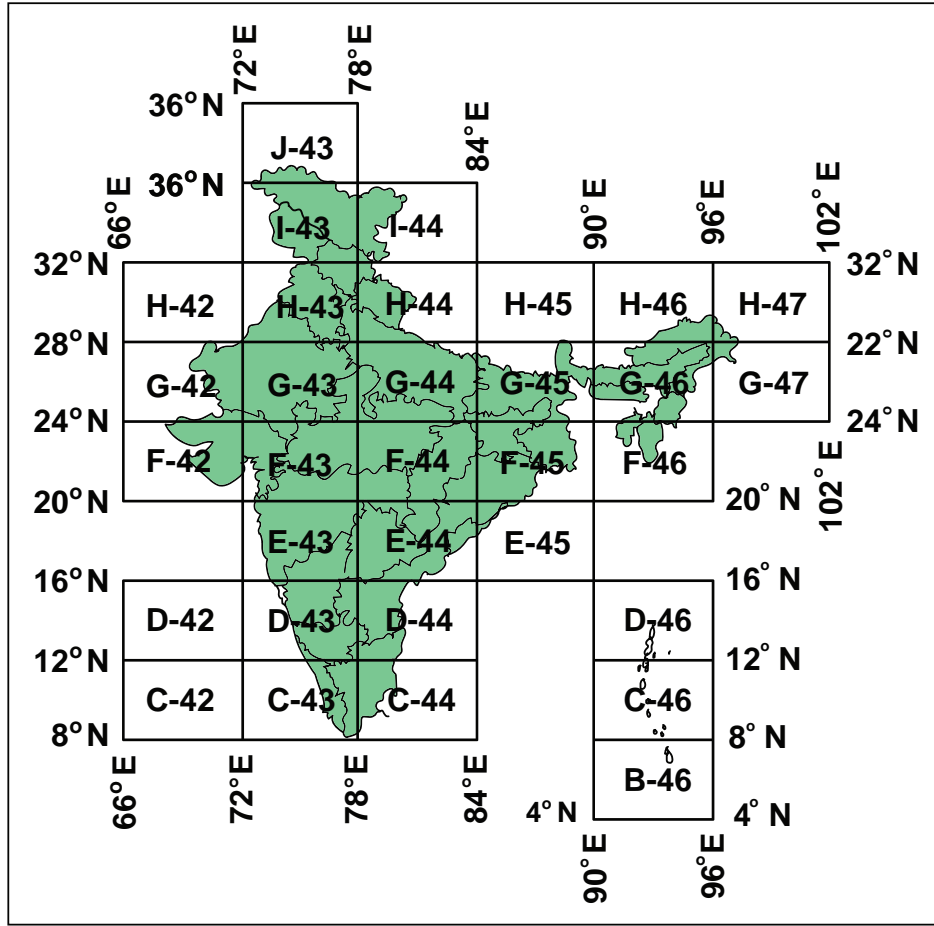 72°E 78°E
36°N
84°E
J-43
66°E 36°N 90°E 96°E 102°E
I-43 I-44
32°N 32°N
H-42 H-43 H-44 H-45 H-46 H-47
28°N 22°N
G-42 G-43 G-44 G-45 G-46 G-47
24°N 24°N
F-42 F-43 F-44 F-45 F-46
102°E
20°N 20°N
E-43 E-44 E-45
16°N 16°N
D-42 D-43 D-44 D-46
12°N 12°N
C-42 C-43 C-44 C-46
8°N 8°N
66°E 72°E 78°E 84°E
B-46
4°N 4°N
90°E 96°E